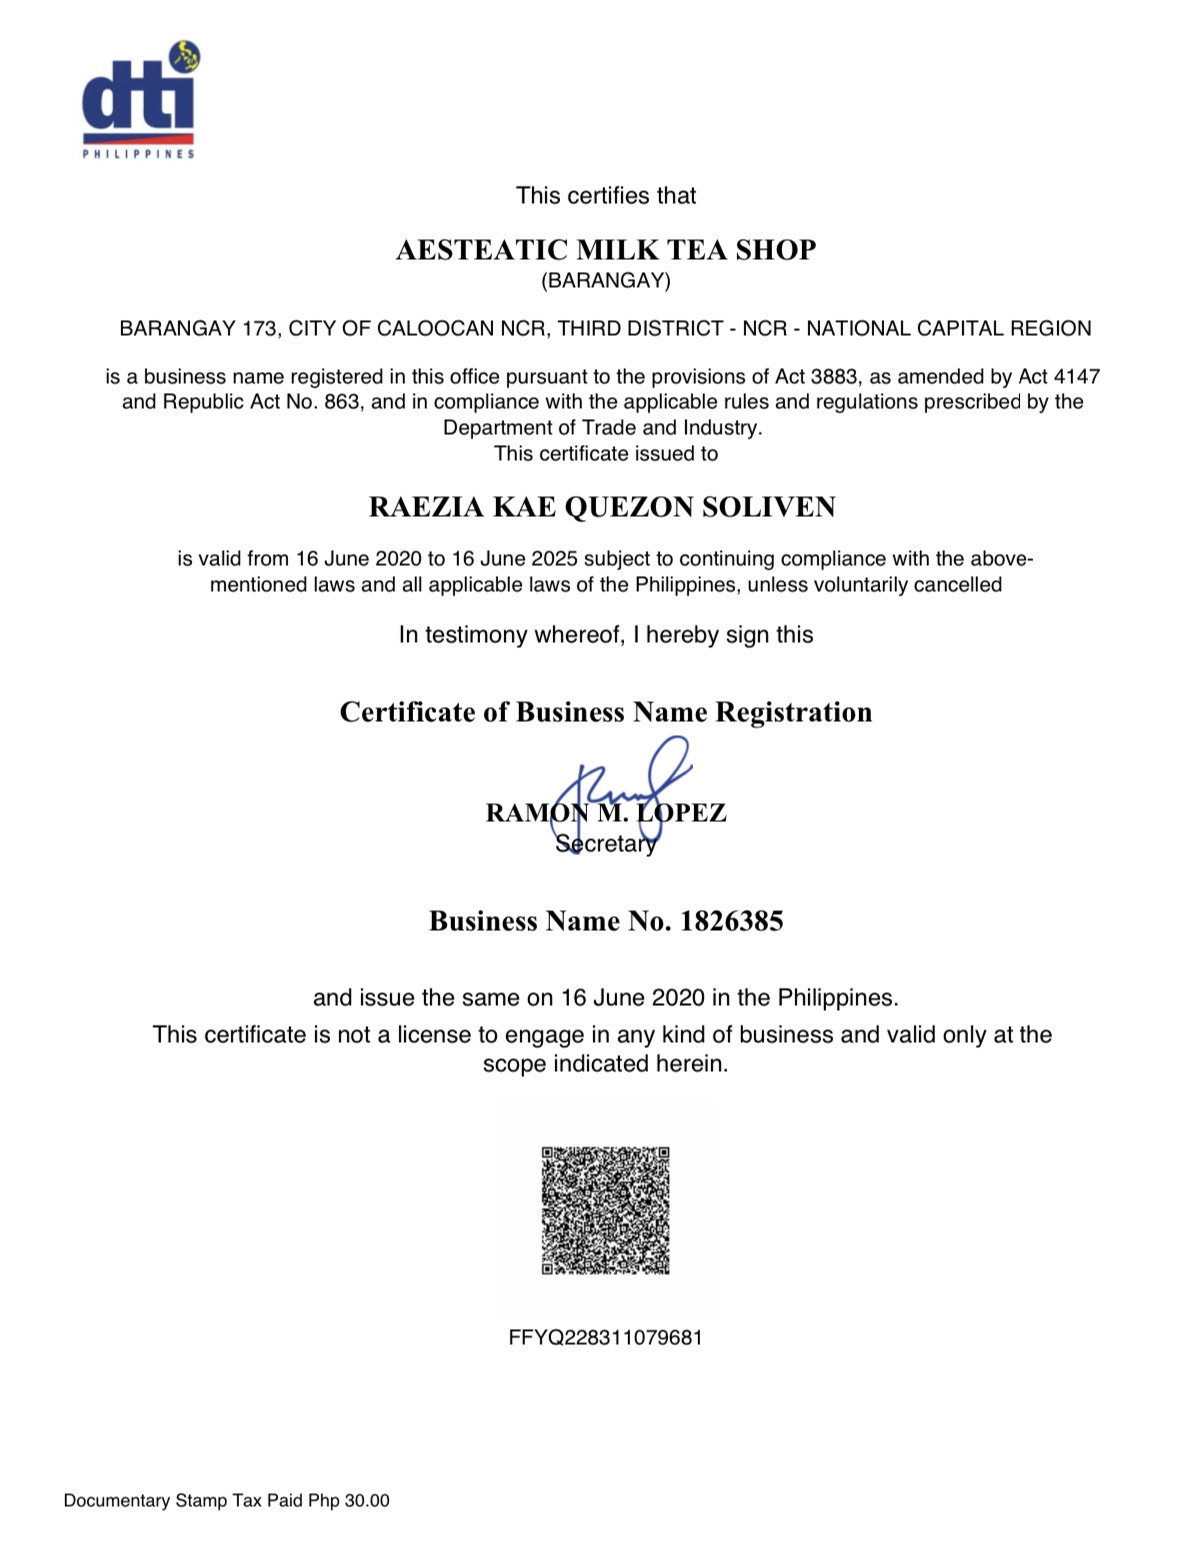 dti
PHILIPPINES
This certifies that
AESTEATIC MILK TEA SHOP
(BARANGAY)
BARANGAY 173, CITY OF CALOOCAN NCR, THIRD DISTRICT - NCR - NATIONAL CAPITAL REGION
is a business name registered in this office pursuant to the provisions of Act 3883, as amended by Act 4147
and Republic Act No. 863, and in compliance with the applicable rules and regulations prescribed by the
Department of Trade and Industry.
This certificate issued to
RAEZIA KAE QUEZON SOLIVEN
is valid from 16 June 2020 to 16 June 2025 subject to continuing compliance with the above-
mentioned laws and all applicable laws of the Philippines, unless voluntarily cancelled
In testimony whereof, I hereby sign this
Certificate of Business Name Registration
RAMON M. LOPEZ
Secretary
Business Name No. 1826385
and issue the same on 16 June 2020 in the Philippines.
This certificate is not a license to engage in any kind of business and valid only at the
scope indicated herein.
FFYQ228311079681
Documentary Stamp Tax Paid Php 30.00